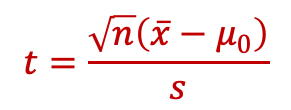 t = √n(x̄ − μ₀) / s